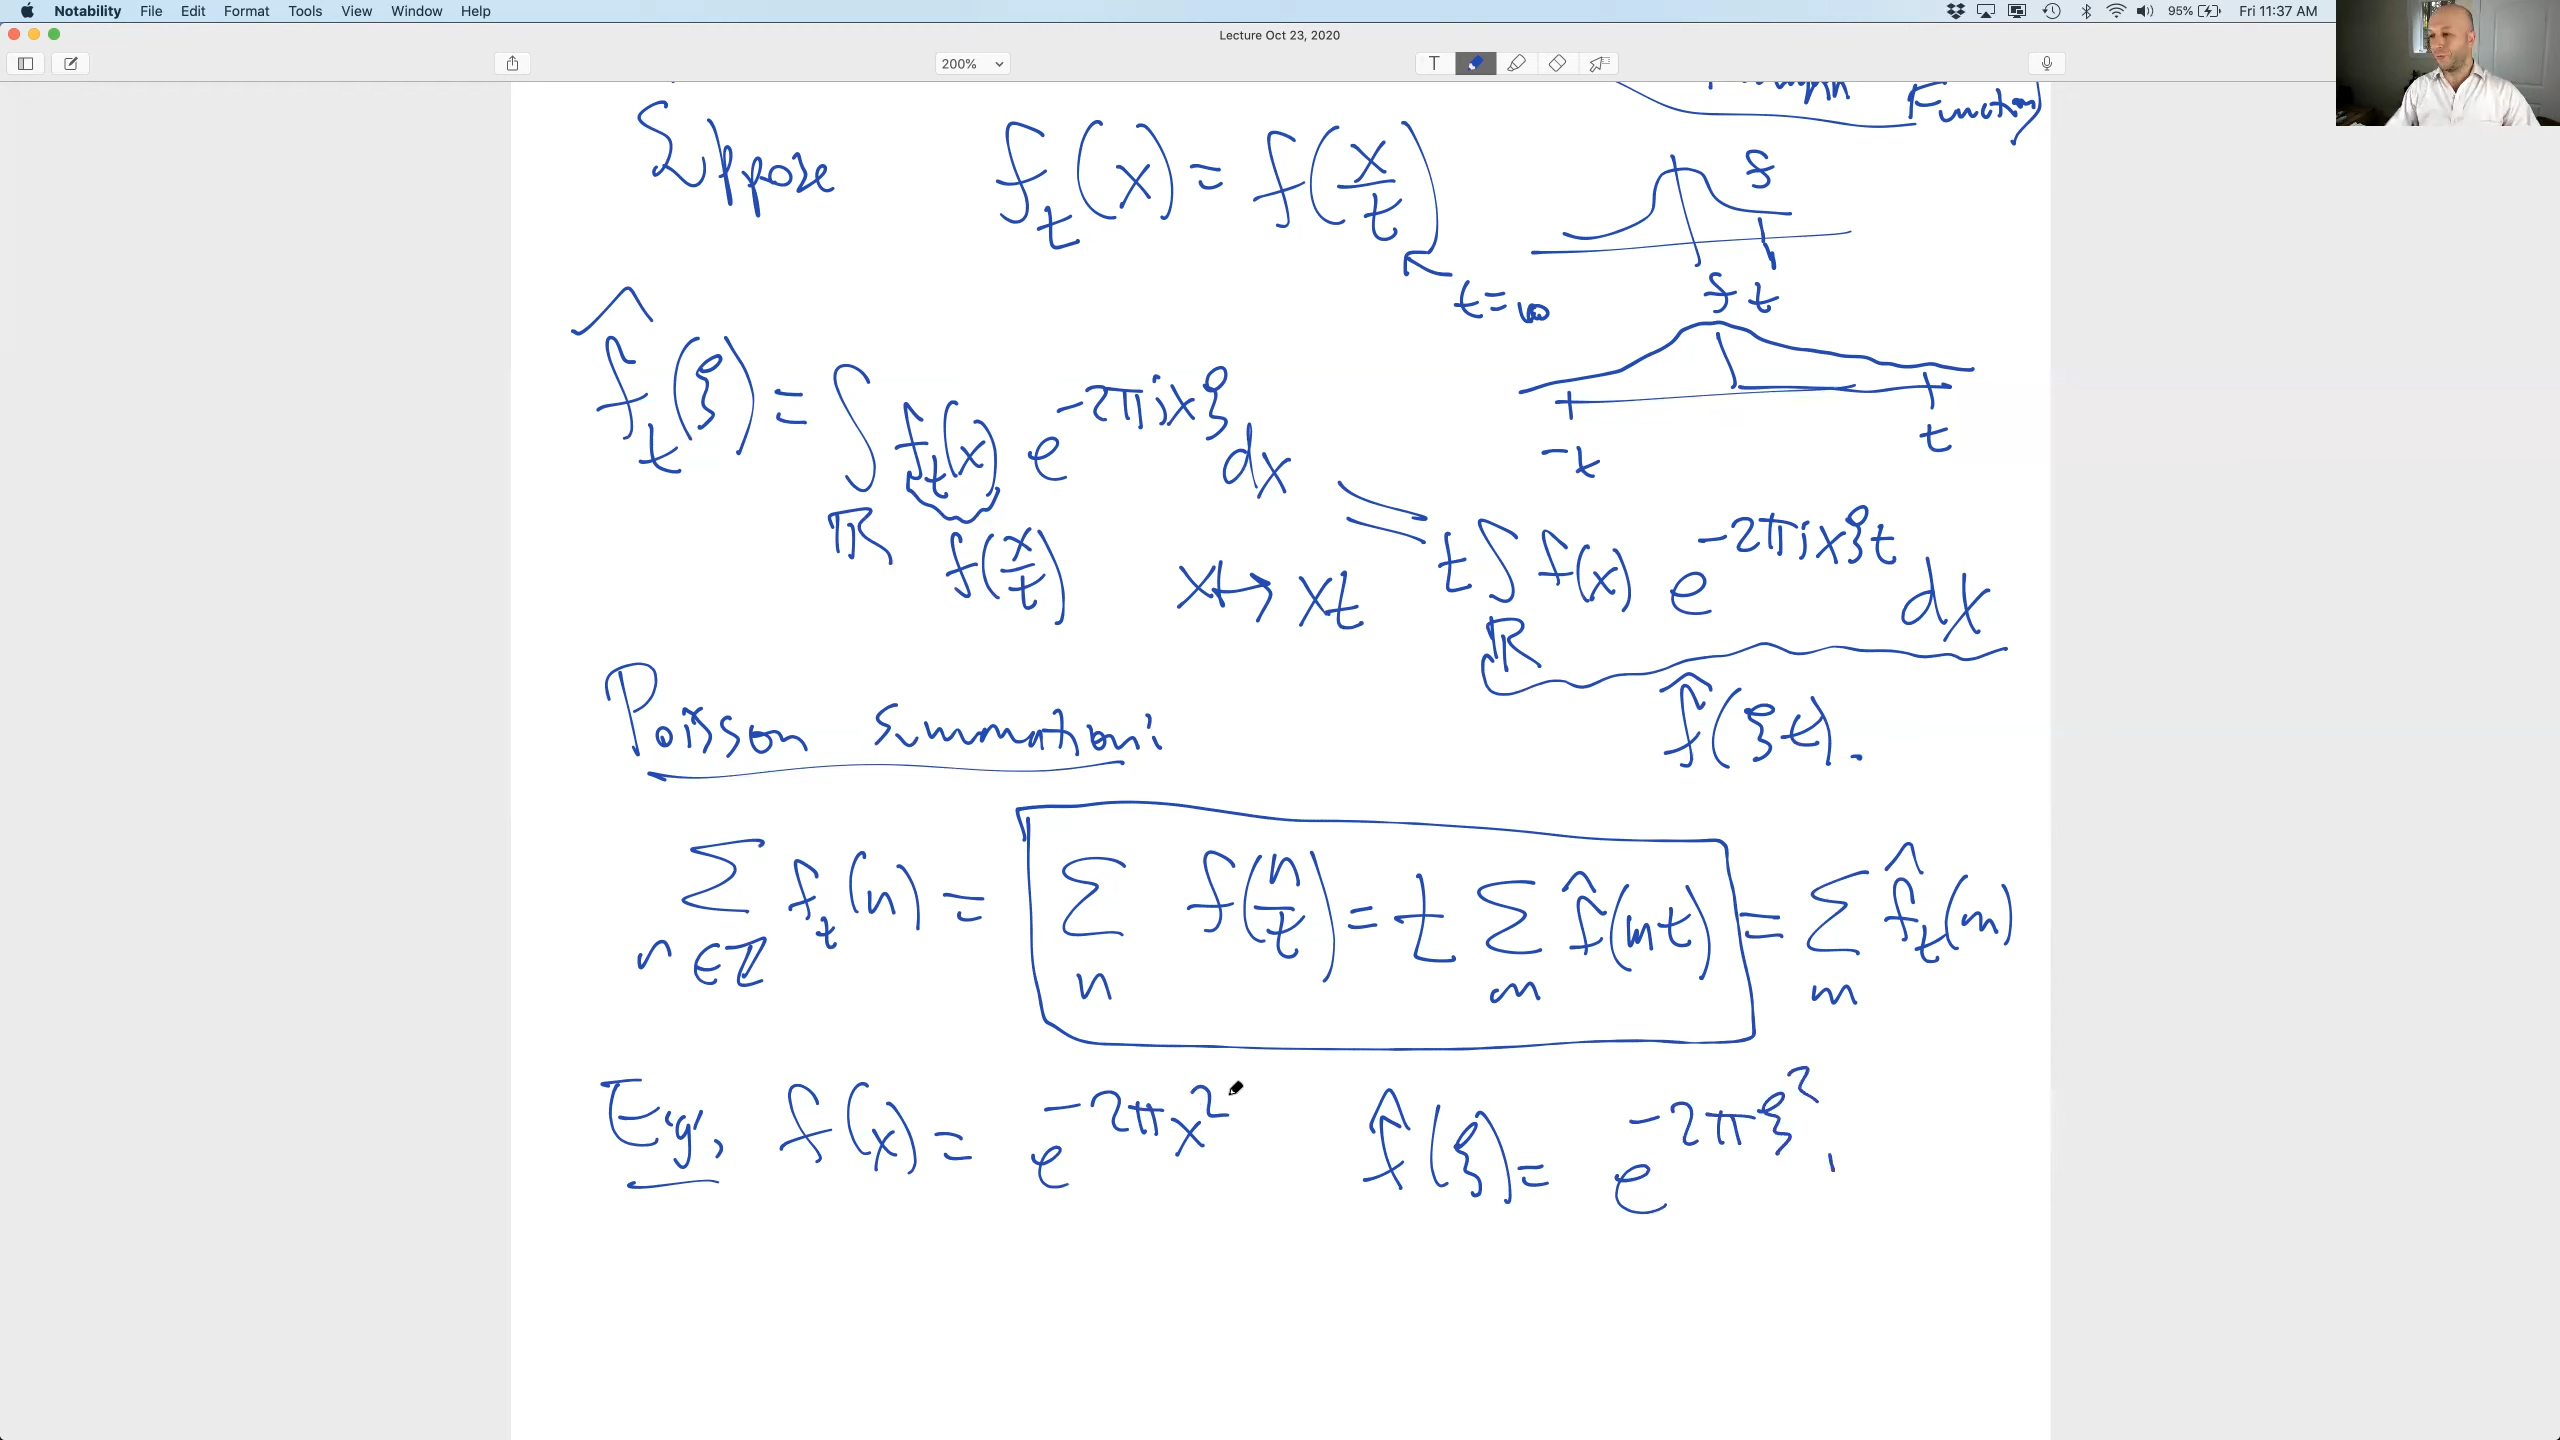 Notability File Edit Format Tools View Window Help 95% Fri 11:37 AM
Lecture Oct 23, 2020
200% T
Function
Suppose f_t(x) = f(x/t) f
t=10
f_t
-t t
f̂_t(ξ) = ∫_ℝ f_t(x) e^{-2πixξ} dx
f(x/t) x ↦ xt = t ∫_ℝ f(x) e^{-2πixξt} dx
f̂(ξt).
Poisson summation:
∑_{n∈ℤ} f_t(n) = ∑_n f(n/t) = t ∑_m f̂(mt) = ∑_m f̂_t(m)
E.g., f(x) = e^{-2πx²} f̂(ξ) = e^{-2πξ²},